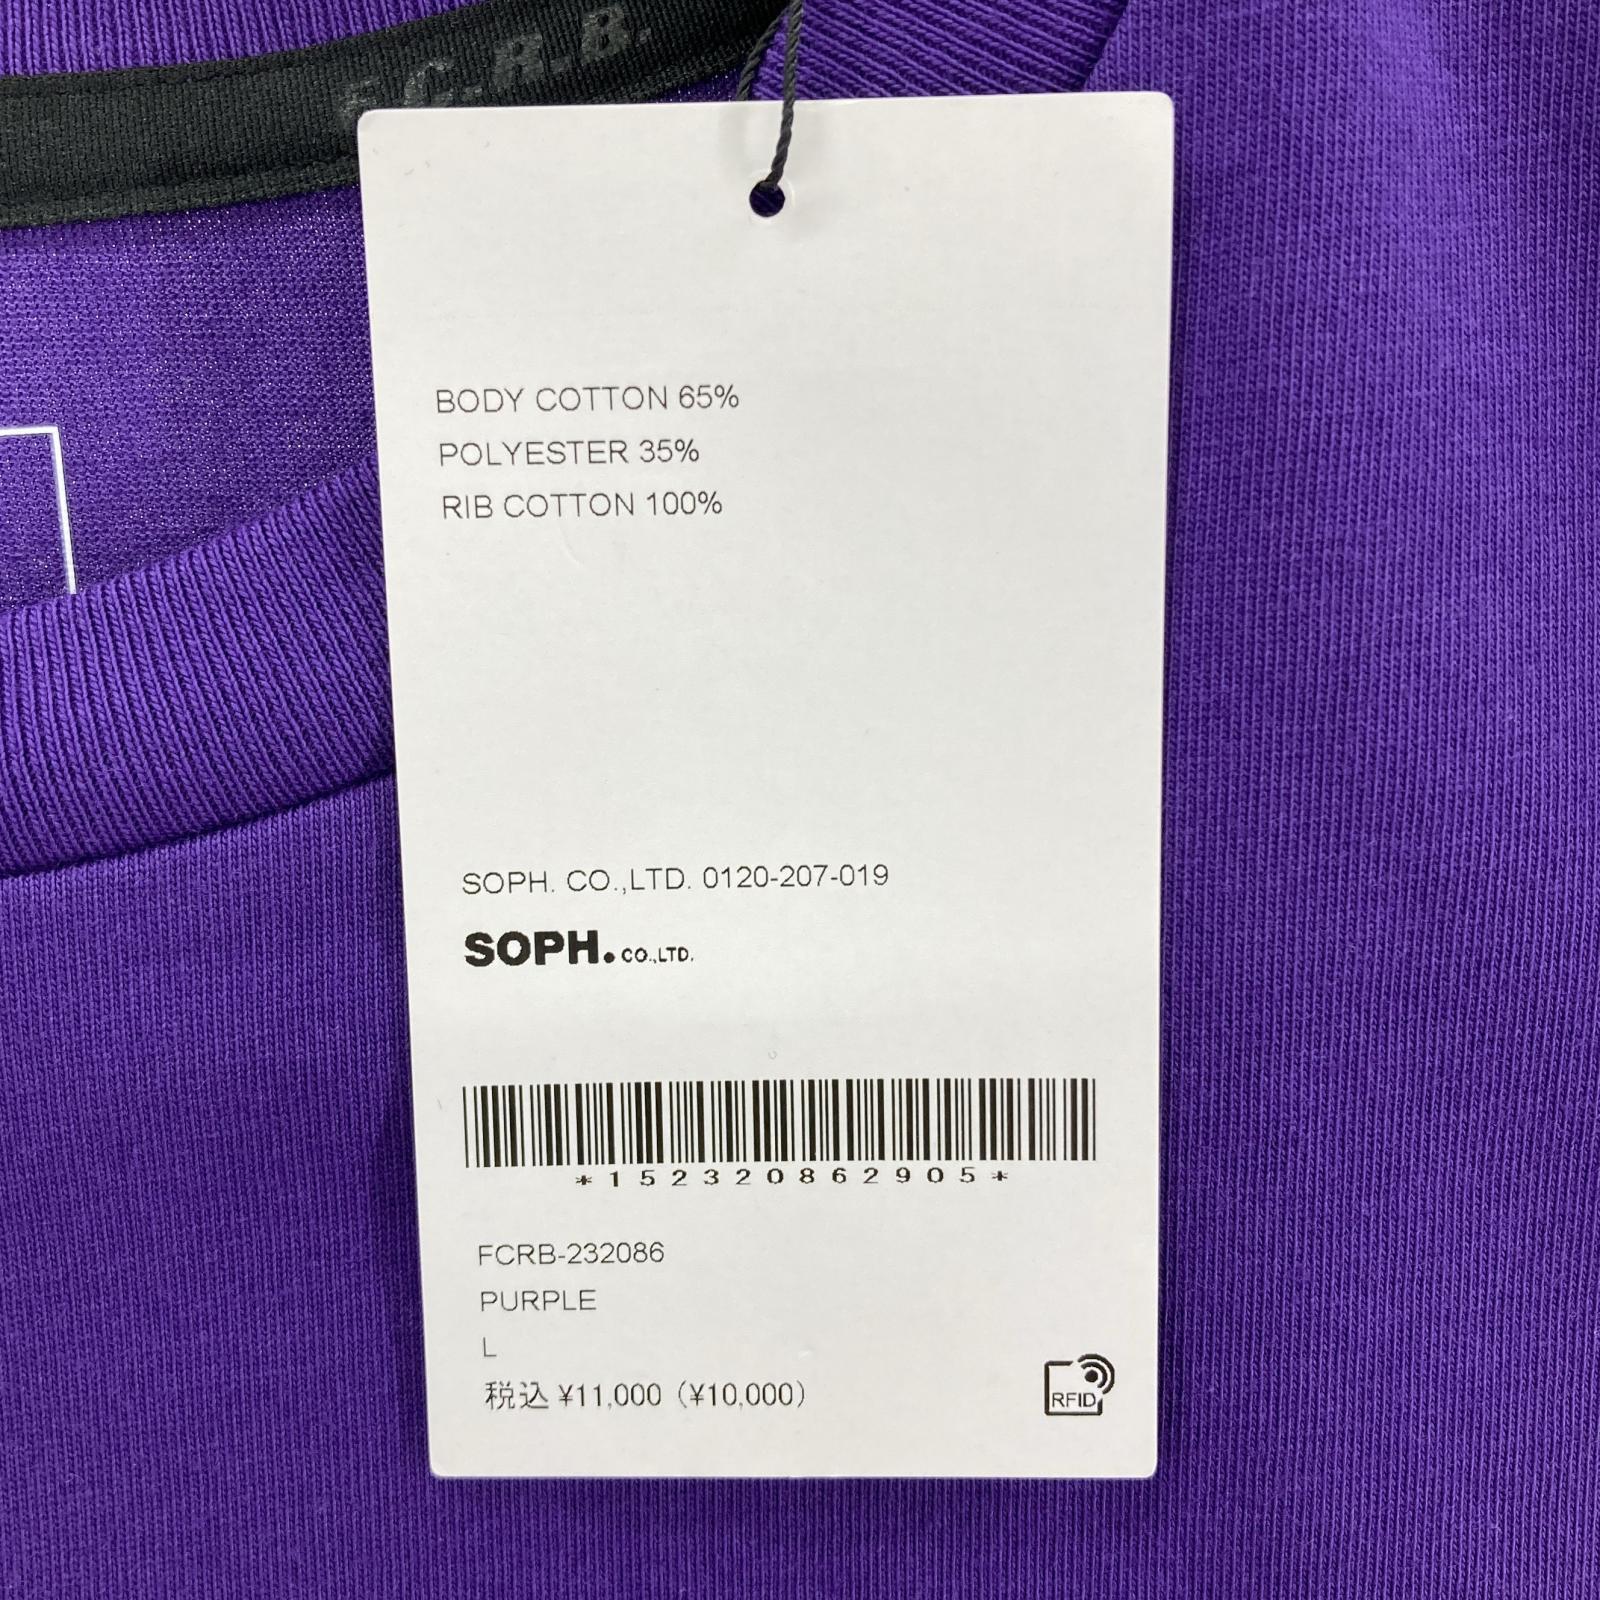 F.C.R.B.
BODY COTTON 65%
POLYESTER 35%
RIB COTTON 100%
SOPH. CO.,LTD. 0120-207-019
SOPH.CO.,LTD.
*152320862905*
FCRB-232086
PURPLE
L
税込 ¥11,000 (¥10,000)
RFID